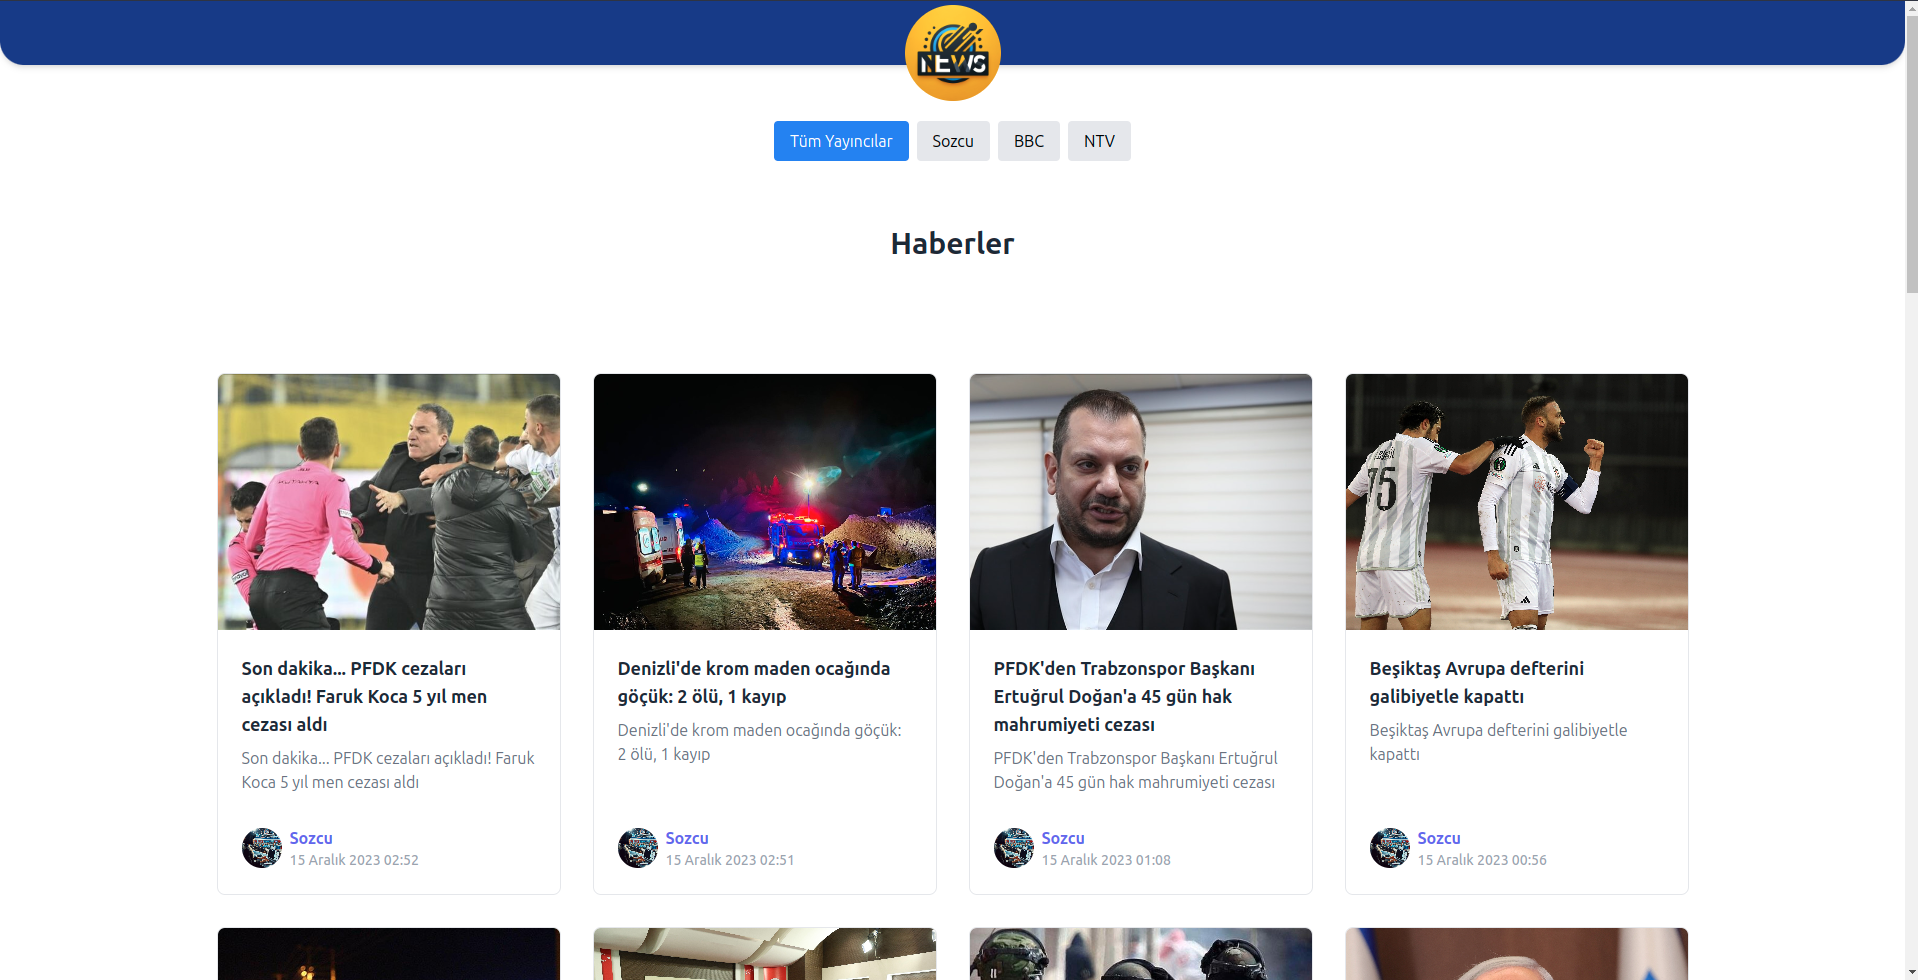 NEWS
Tüm Yayıncılar
Sozcu
BBC
NTV
Haberler
75
Son dakika... PFDK cezaları
açıkladı! Faruk Koca 5 yıl men
cezası aldı
Son dakika... PFDK cezaları açıkladı! Faruk
Koca 5 yıl men cezası aldı
Sozcu
15 Aralık 2023 02:52
Denizli'de krom maden ocağında
göçük: 2 ölü, 1 kayıp
Denizli'de krom maden ocağında göçük:
2 ölü, 1 kayıp
Sozcu
15 Aralık 2023 02:51
PFDK'den Trabzonspor Başkanı
Ertuğrul Doğan'a 45 gün hak
mahrumiyeti cezası
PFDK'den Trabzonspor Başkanı Ertuğrul
Doğan'a 45 gün hak mahrumiyeti cezası
Sozcu
15 Aralık 2023 01:08
Beşiktaş Avrupa defterini
galibiyetle kapattı
Beşiktaş Avrupa defterini galibiyetle
kapattı
Sozcu
15 Aralık 2023 00:56